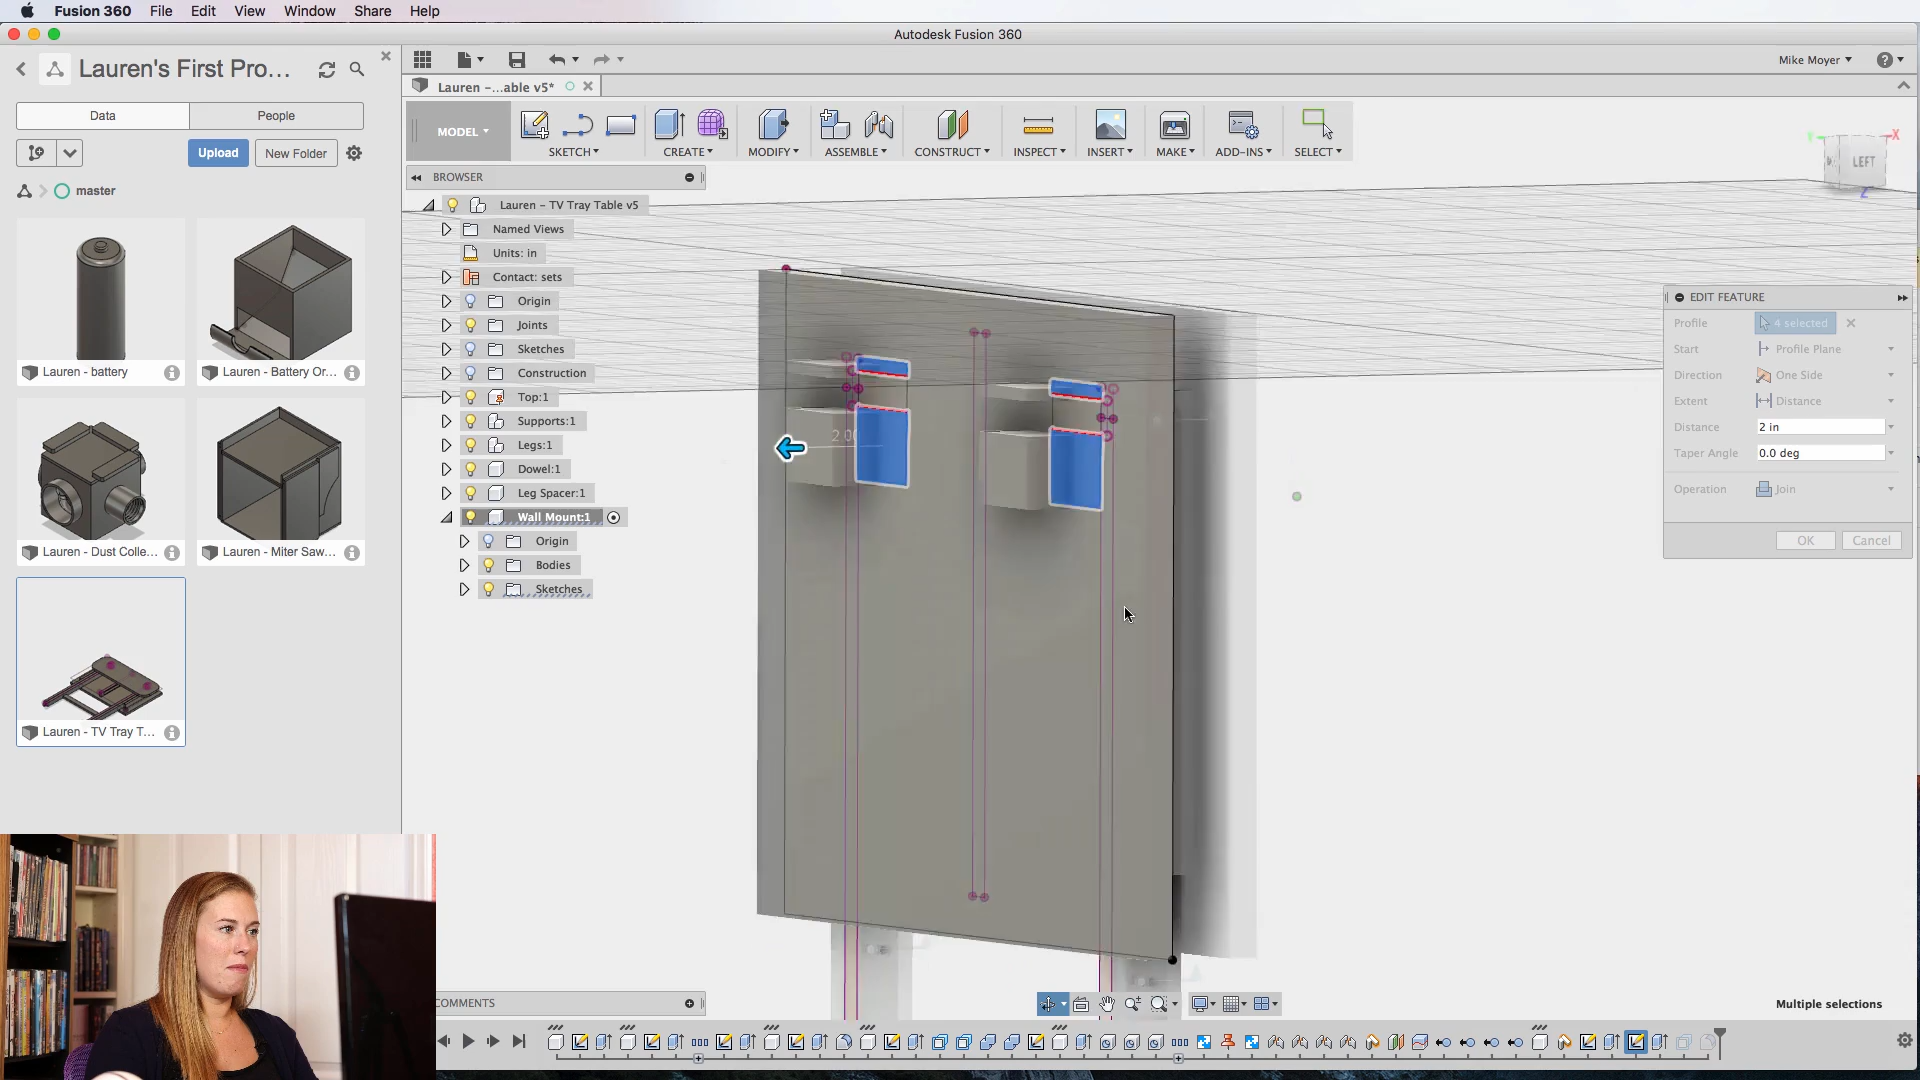 Fusion 360 File Edit View Window Share Help
Autodesk Fusion 360
Lauren's First Pro...
Mike Moyer
Lauren -...able v5*
Data People
Upload New Folder
master
MODEL
SKETCH CREATE MODIFY ASSEMBLE CONSTRUCT INSPECT INSERT MAKE ADD-INS SELECT
LEFT
BROWSER
Lauren - TV Tray Table v5
Named Views
Units: in
Contact: sets
Origin
Joints
Sketches
Construction
Top:1
Supports:1
Legs:1
Dowel:1
Leg Spacer:1
Wall Mount:1
Origin
Bodies
Sketches
Lauren - battery
Lauren - Battery Or...
Lauren - Dust Colle...
Lauren - Miter Saw...
Lauren - TV Tray T...
EDIT FEATURE
Profile 4 selected
Start Profile Plane
Direction One Side
Extent Distance
Distance 2 in
Taper Angle 0.0 deg
Operation Join
OK Cancel
COMMENTS
Multiple selections